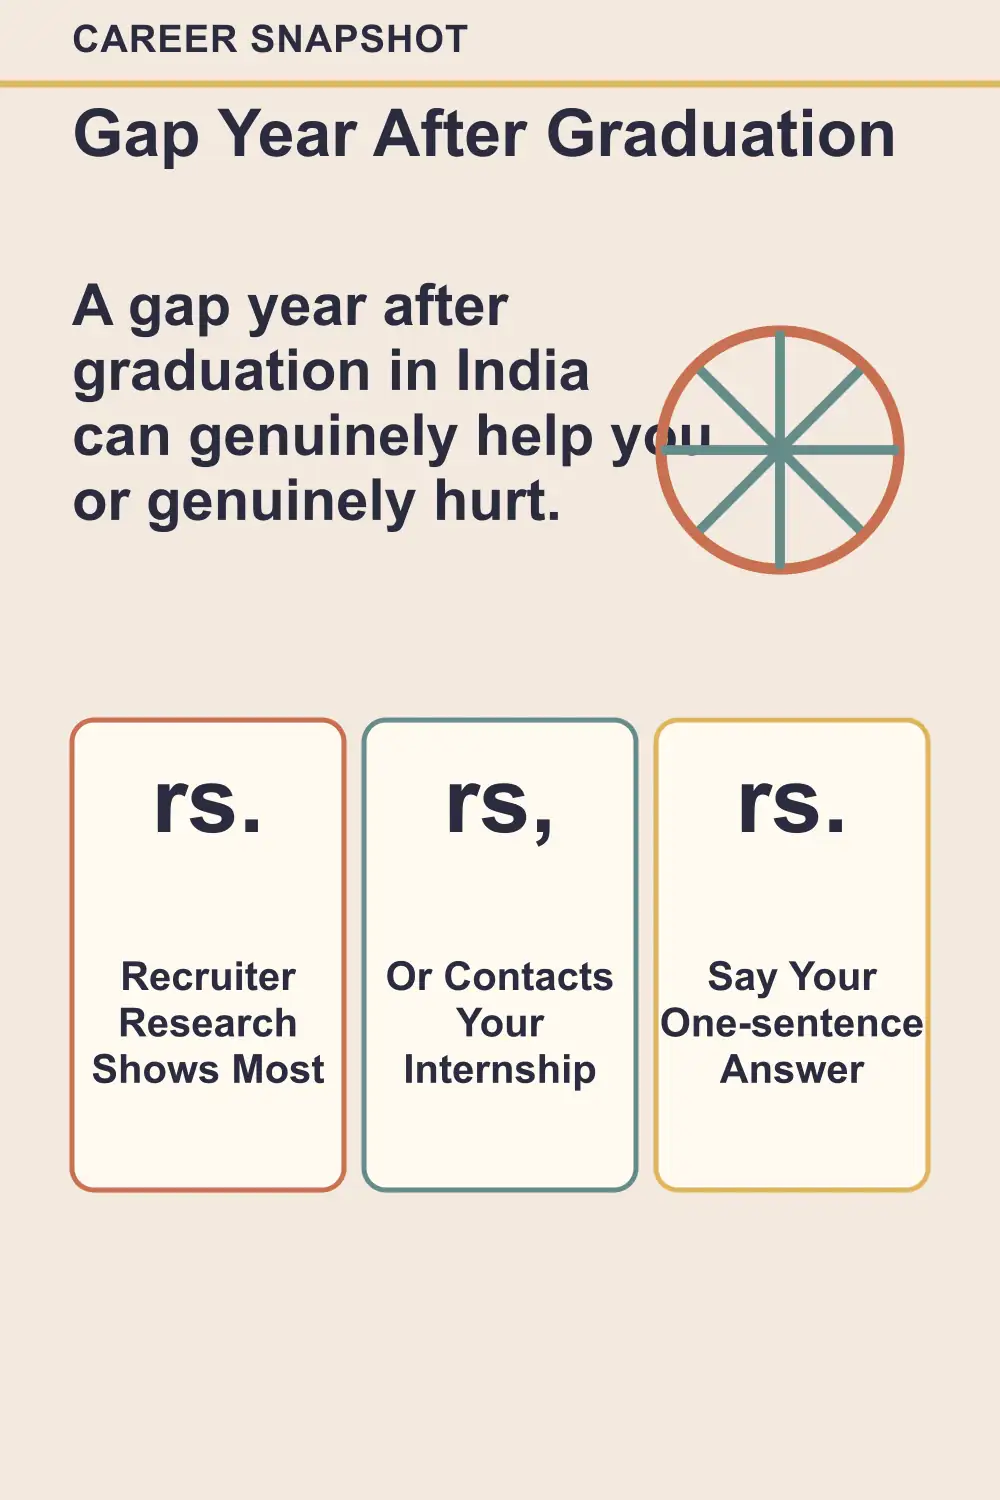 CAREER SNAPSHOT
Gap Year After Graduation
A gap year after
graduation in India
can genuinely help you
or genuinely hurt.
rs.
Recruiter
Research
Shows Most
rs,
Or Contacts
Your
Internship
rs.
Say Your
One-sentence
Answer